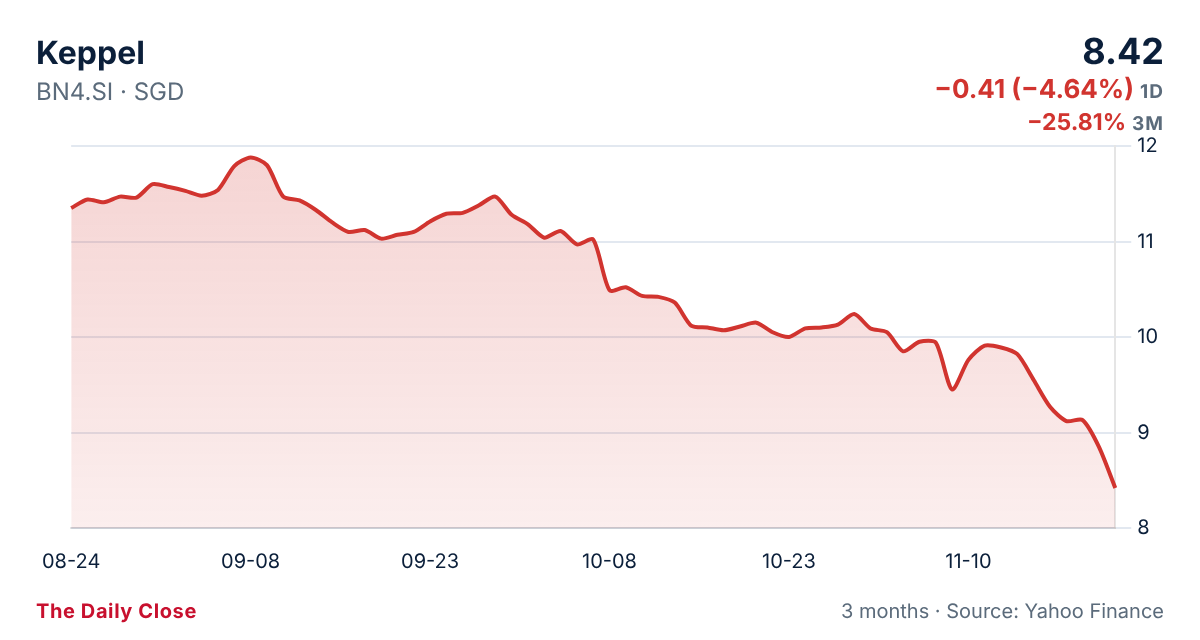 Keppel
8.42
BN4.SI · SGD
−0.41 (−4.64%) 1D
−25.81% 3M
12
11
10
9
8
08-24
09-08
09-23
10-08
10-23
11-10
The Daily Close
3 months · Source: Yahoo Finance